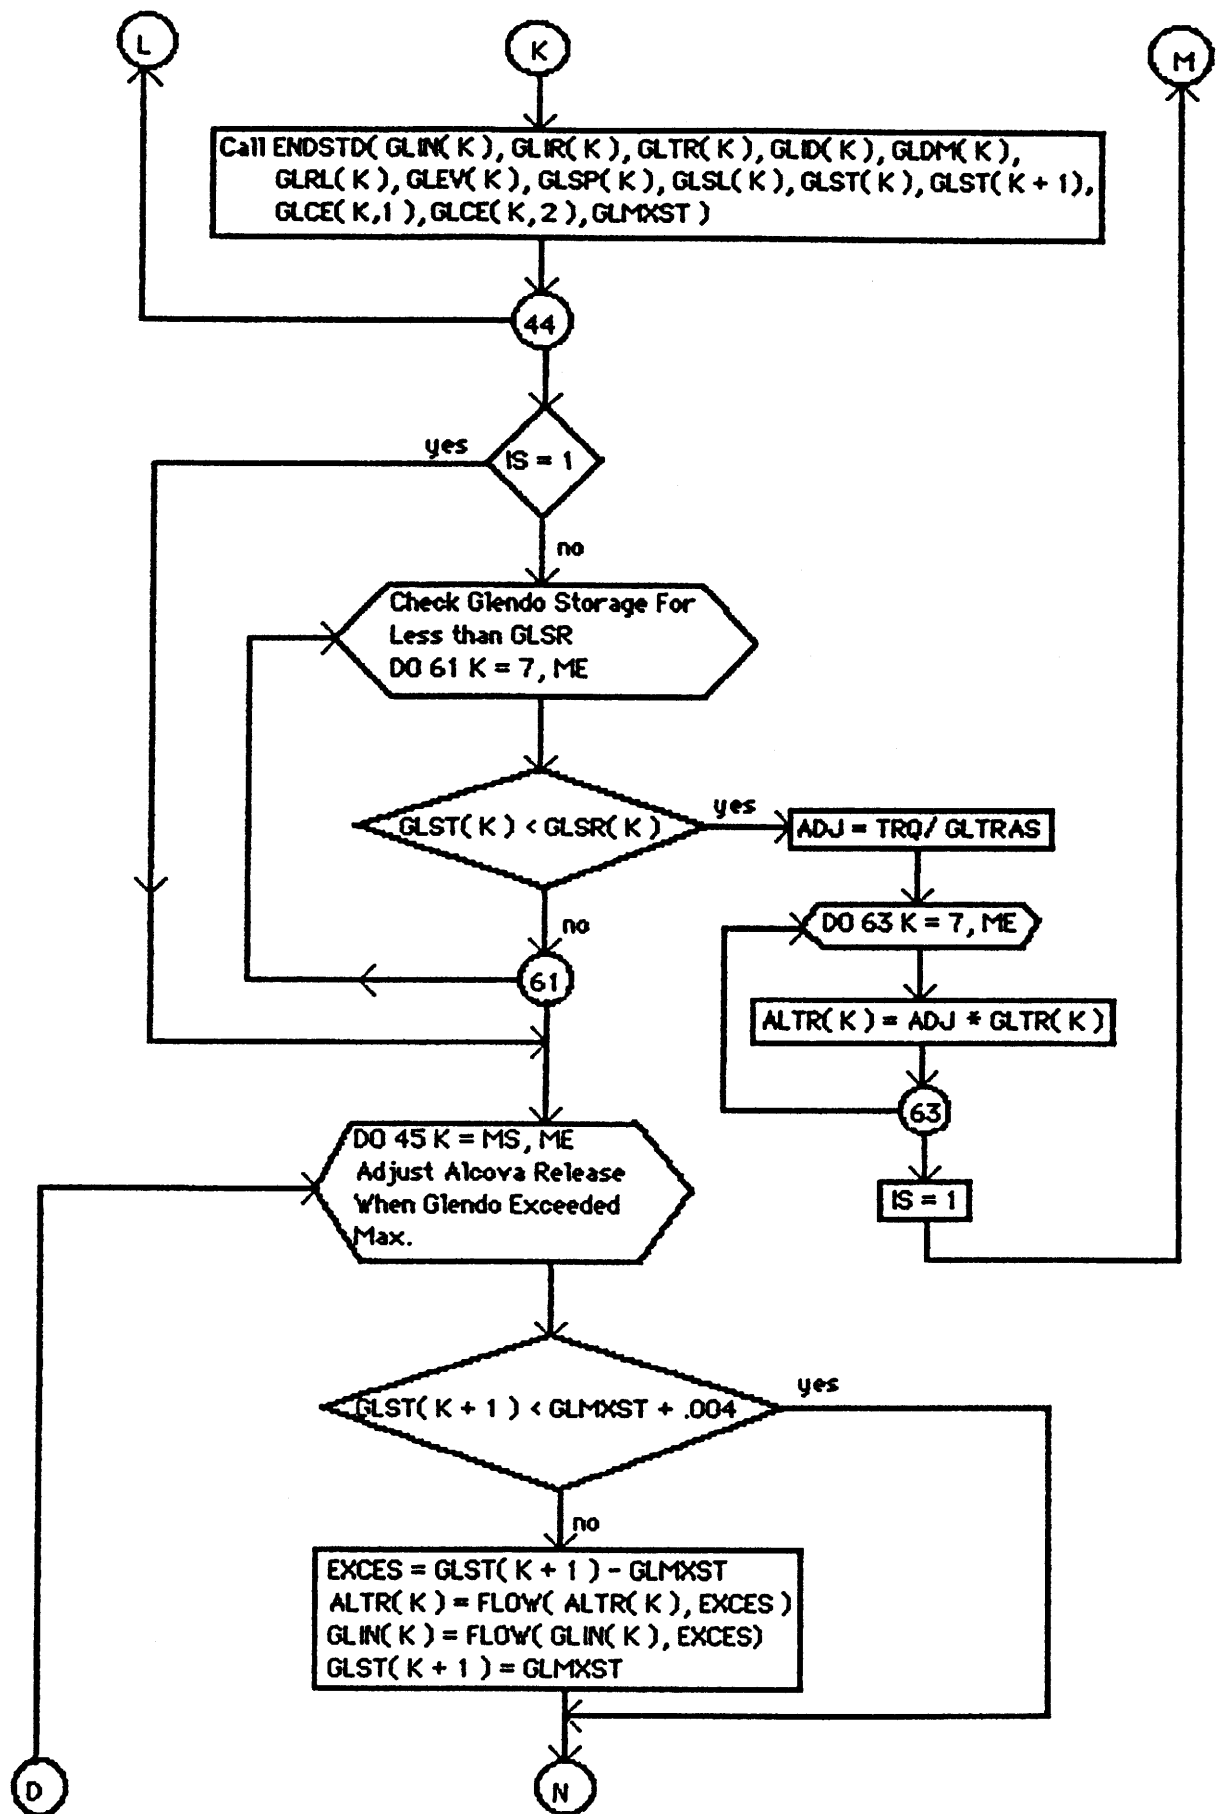 L
K
M
Call ENDSTD( GLIN( K ), GLIR( K ), GLTR( K ), GLID( K ), GLDM( K ),
GLRL( K ), GLEV( K ), GLSP( K ), GLSL( K ), GLST( K ), GLST( K + 1 ),
GLCE( K,1 ), GLCE( K, 2 ), GLMXST )
44
yes
IS = 1
no
Check Glendo Storage For
Less than GLSR
DO 61 K = 7, ME
GLST( K ) < GLSR( K )
yes
ADJ = TRQ/ GLTRAS
no
DO 63 K = 7, ME
61
ALTR( K ) = ADJ * GLTR( K )
63
DO 45 K = MS, ME
Adjust Alcova Release
When Glendo Exceeded
Max.
IS = 1
GLST( K + 1 ) < GLMXST + .004
yes
no
EXCES = GLST( K + 1 ) - GLMXST
ALTR( K ) = FLOW( ALTR( K ), EXCES )
GLIN( K ) = FLOW( GLIN( K ), EXCES)
GLST( K + 1 ) = GLMXST
D
N